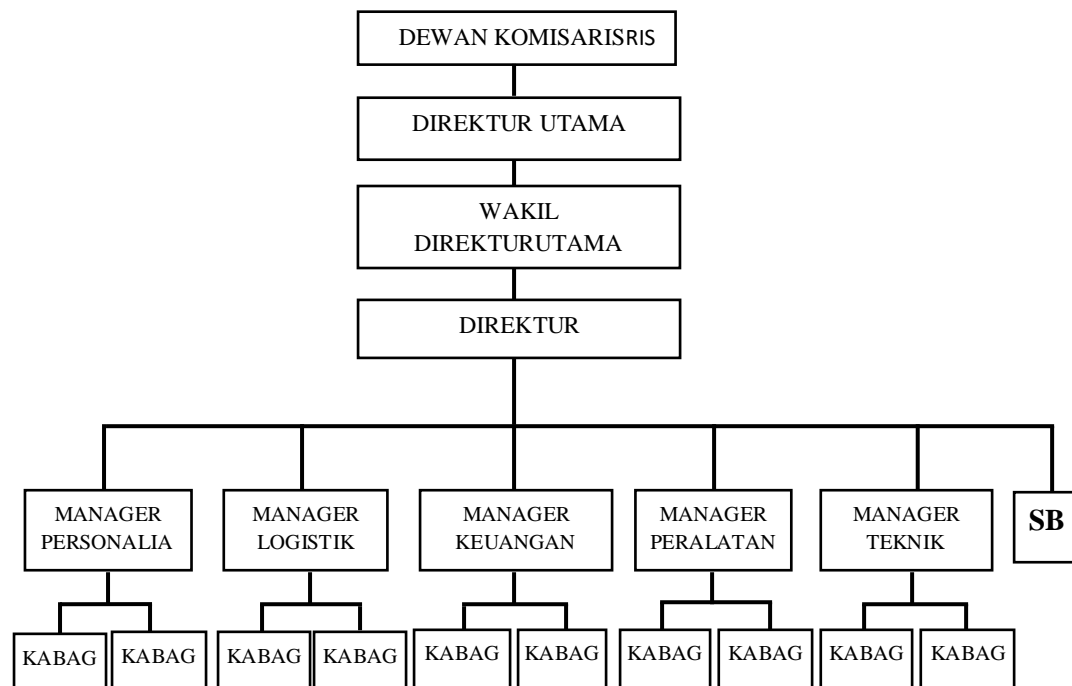 DEWAN KOMISARISRIS
DIREKTUR UTAMA
WAKIL
DIREKTURUTAMA
DIREKTUR
MANAGER
PERSONALIA
MANAGER
LOGISTIK
MANAGER
KEUANGAN
MANAGER
PERALATAN
MANAGER
TEKNIK
SB
KABAG
KABAG
KABAG
KABAG
KABAG
KABAG
KABAG
KABAG
KABAG
KABAG